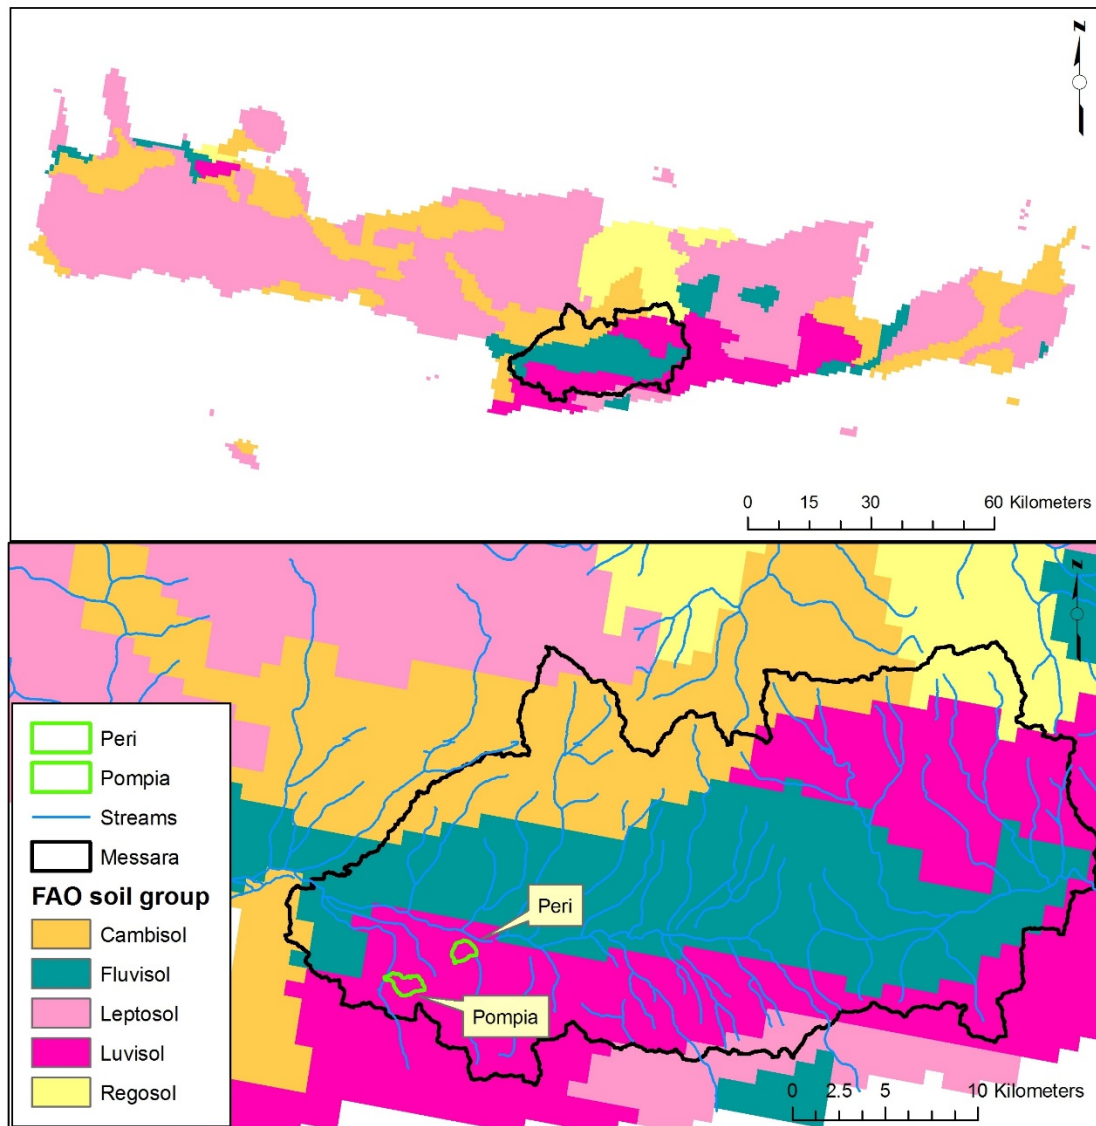 N
0 15 30 60 Kilometers
N
Peri
Pompia
Streams
Messara
FAO soil group
Cambisol
Fluvisol
Leptosol
Luvisol
Regosol
Peri
Pompia
0 2.5 5 10 Kilometers